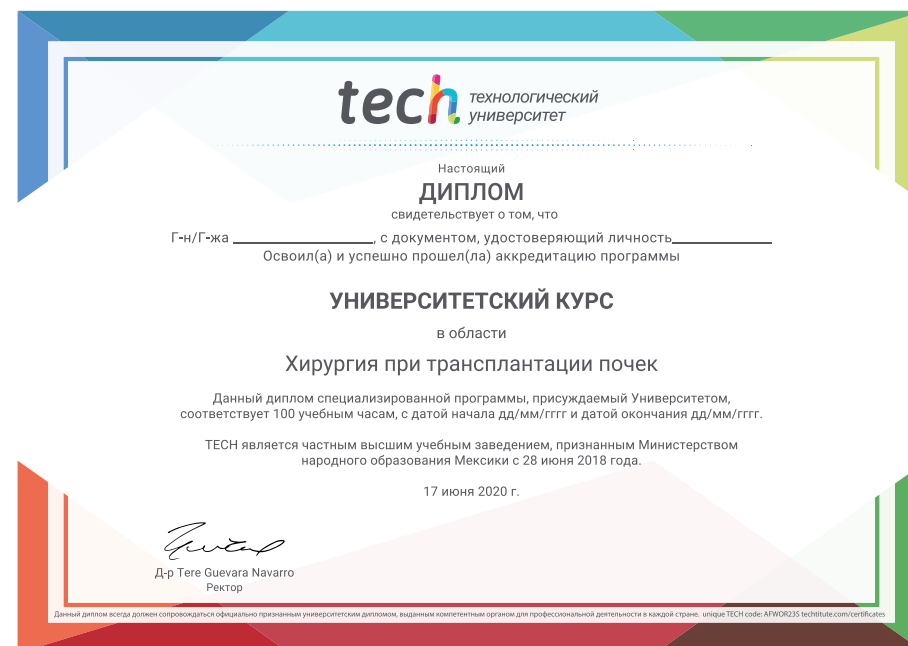 tech технологический
университет
Настоящий
ДИПЛОМ
свидетельствует о том, что
Г-н/Г-жа ____________________, с документом, удостоверяющий личность______________
Освоил(а) и успешно прошел(ла) аккредитацию программы
УНИВЕРСИТЕТСКИЙ КУРС
в области
Хирургия при трансплантации почек
Данный диплом специализированной программы, присуждаемый Университетом,
соответствует 100 учебным часам, с датой начала дд/мм/гггг и датой окончания дд/мм/гггг.
TECH является частным высшим учебным заведением, признанным Министерством
народного образования Мексики с 28 июня 2018 года.
17 июня 2020 г.
Д-р Tere Guevara Navarro
Ректор
Данный диплом всегда должен сопровождаться официально признанным университетским дипломом, выданным компетентным органом для профессиональной деятельности в каждой стране. unique TECH code: AFWOR23S techtitute.com/certificates